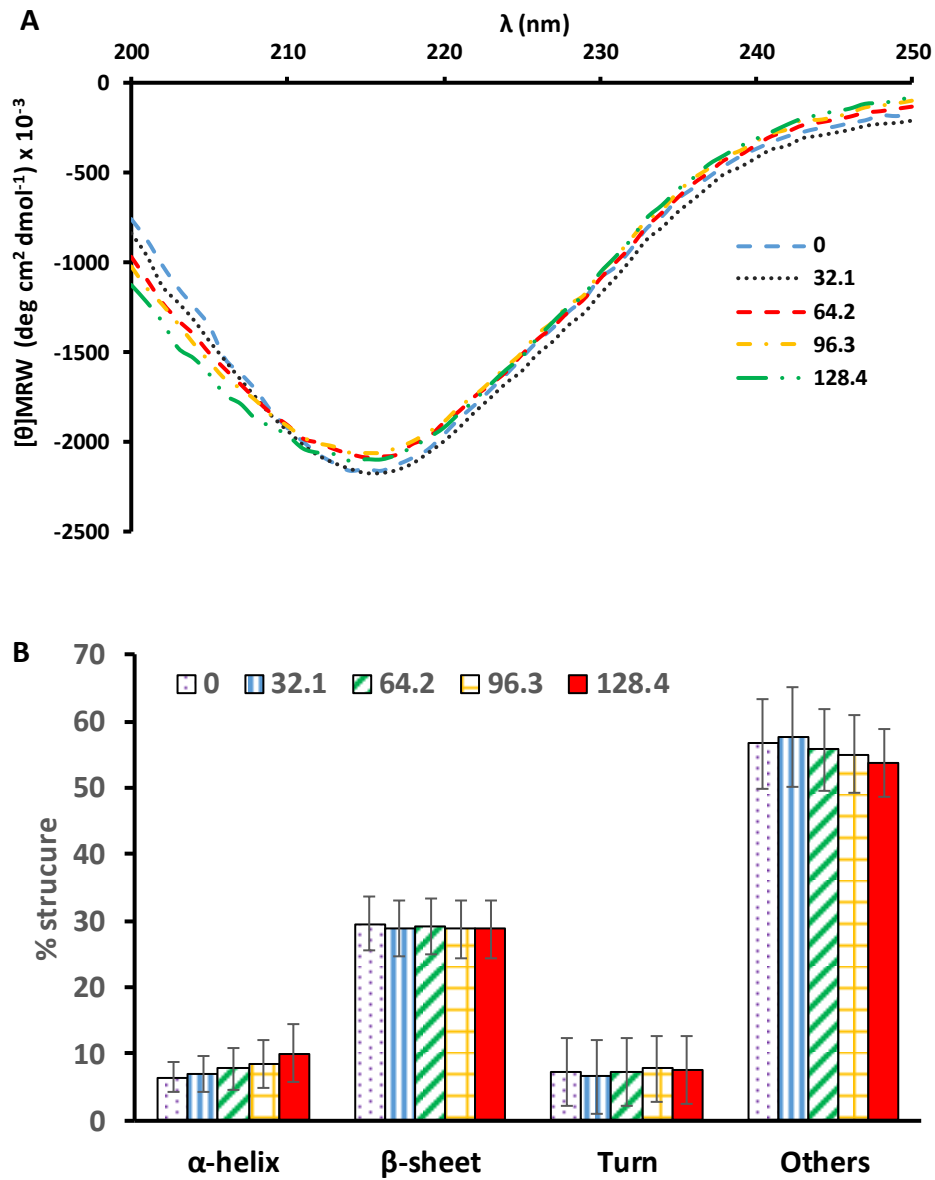 A
λ (nm)
200 210 220 230 240 250
0
-500
-1000
-1500
-2000
-2500
[θ]MRW (deg cm² dmol⁻¹) x 10⁻³
0
32.1
64.2
96.3
128.4
B
70
60
50
40
30
20
10
0
% strucure
0 32.1 64.2 96.3 128.4
α-helix β-sheet Turn Others